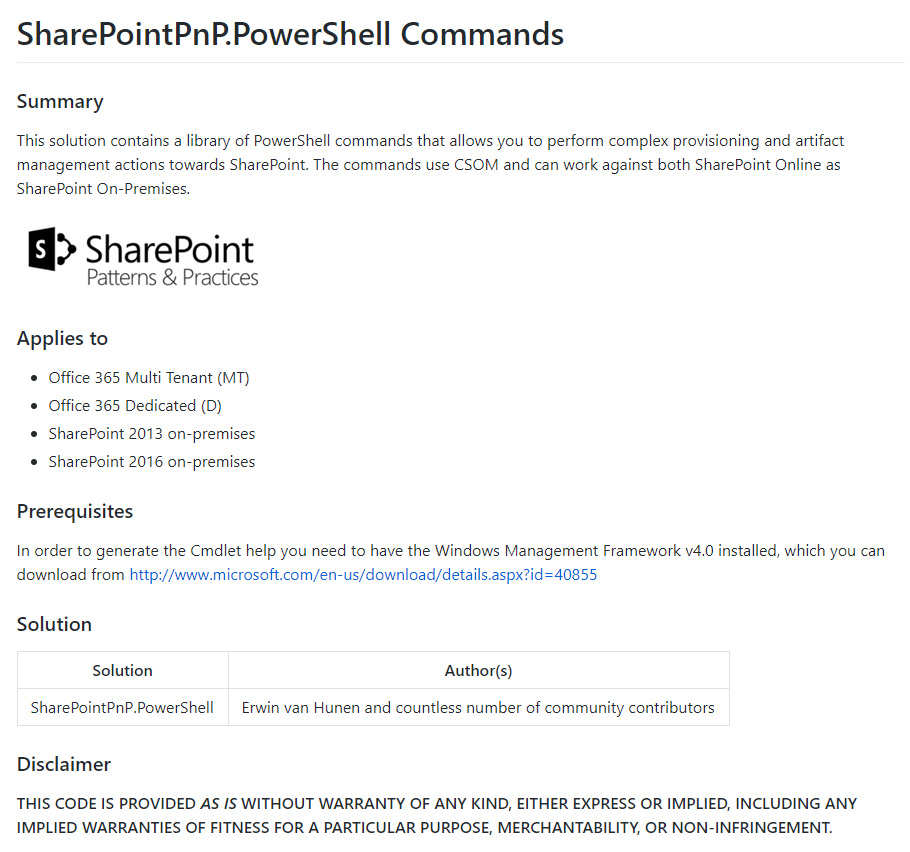 SharePointPnP.PowerShell Commands
Summary
This solution contains a library of PowerShell commands that allows you to perform complex provisioning and artifact
management actions towards SharePoint. The commands use CSOM and can work against both SharePoint Online as
SharePoint On-Premises.
S SharePoint
Patterns & Practices
Applies to
• Office 365 Multi Tenant (MT)
• Office 365 Dedicated (D)
• SharePoint 2013 on-premises
• SharePoint 2016 on-premises
Prerequisites
In order to generate the Cmdlet help you need to have the Windows Management Framework v4.0 installed, which you can
download from http://www.microsoft.com/en-us/download/details.aspx?id=40855
Solution
Solution Author(s)
SharePointPnP.PowerShell Erwin van Hunen and countless number of community contributors
Disclaimer
THIS CODE IS PROVIDED AS IS WITHOUT WARRANTY OF ANY KIND, EITHER EXPRESS OR IMPLIED, INCLUDING ANY
IMPLIED WARRANTIES OF FITNESS FOR A PARTICULAR PURPOSE, MERCHANTABILITY, OR NON-INFRINGEMENT.